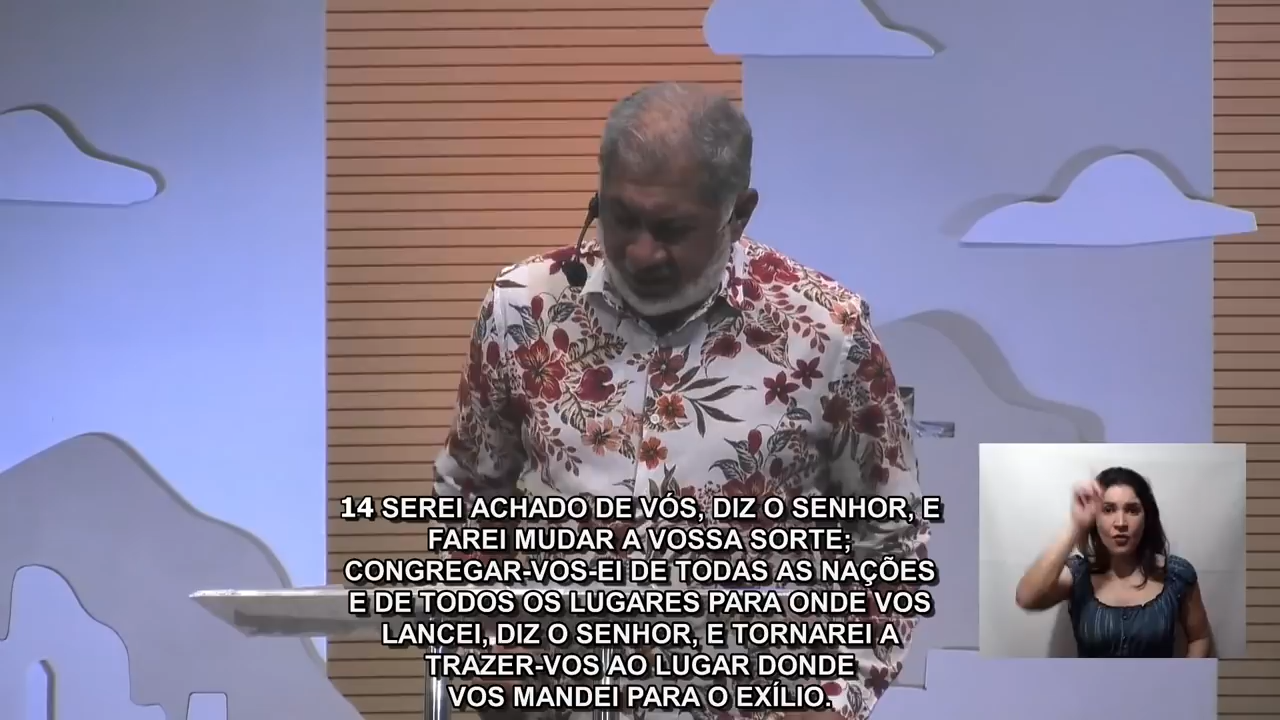 14 SEREI ACHADO DE VÓS, DIZ O SENHOR, E
FAREI MUDAR A VOSSA SORTE;
CONGREGAR-VOS-EI DE TODAS AS NAÇÕES
E DE TODOS OS LUGARES PARA ONDE VOS
LANCEI, DIZ O SENHOR, E TORNAREI A
TRAZER-VOS AO LUGAR DONDE
VOS MANDEI PARA O EXÍLIO.